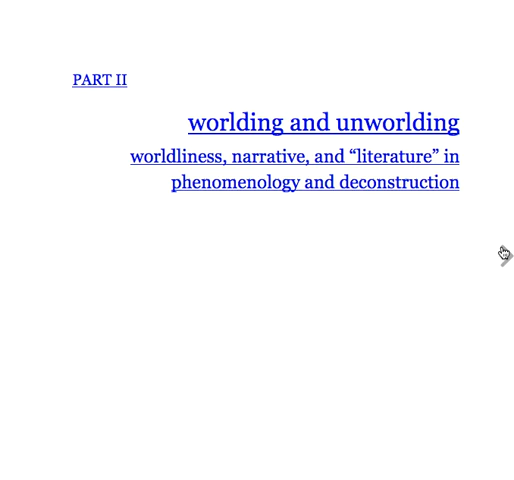 PART II
worlding and unworlding
worldliness, narrative, and “literature” in
phenomenology and deconstruction